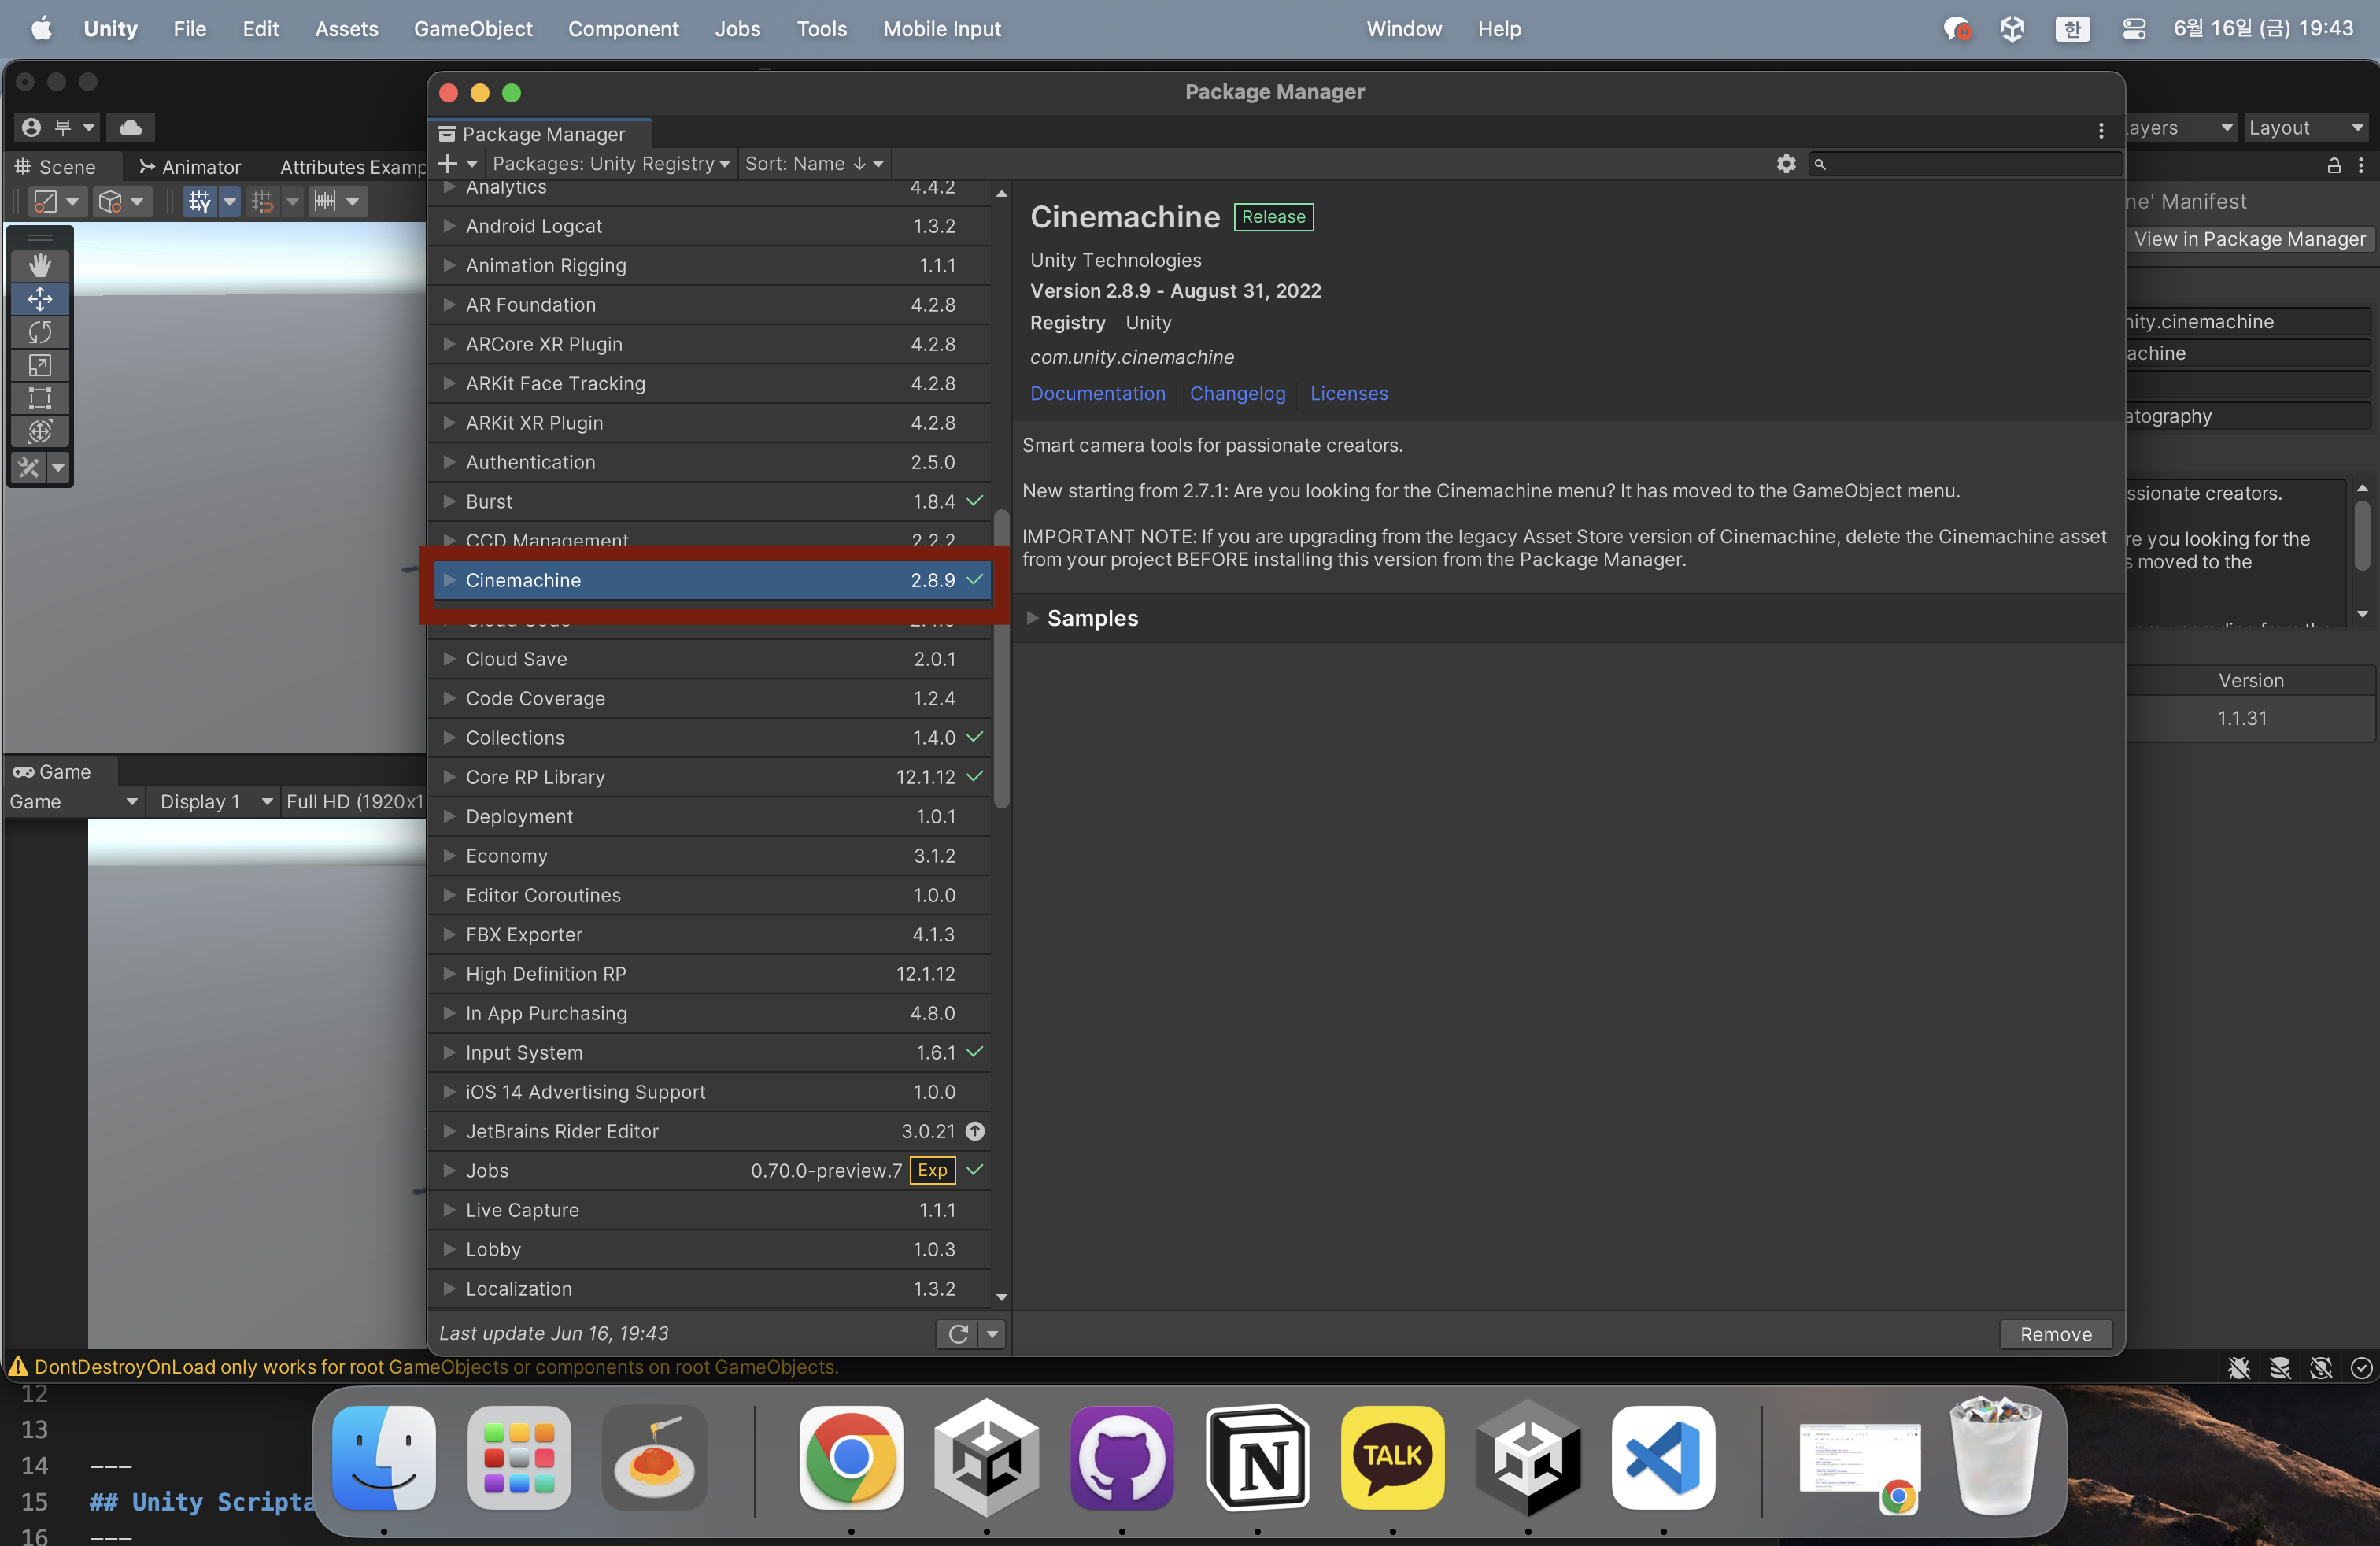 Unity File Edit Assets GameObject Component Jobs Tools Mobile Input Window Help 한 6월 16일 (금) 19:43
Package Manager
부
ayers Layout
Package Manager
Scene Animator Attributes Examp
+ Packages: Unity Registry Sort: Name ↓
Analytics 4.4.2
Android Logcat 1.3.2
Animation Rigging 1.1.1
AR Foundation 4.2.8
ARCore XR Plugin 4.2.8
ARKit Face Tracking 4.2.8
ARKit XR Plugin 4.2.8
Authentication 2.5.0
Burst 1.8.4
CCD Management 2.2.2
Cinemachine 2.8.9
Cloud Save 2.0.1
Code Coverage 1.2.4
Collections 1.4.0
Core RP Library 12.1.12
Deployment 1.0.1
Economy 3.1.2
Editor Coroutines 1.0.0
FBX Exporter 4.1.3
High Definition RP 12.1.12
In App Purchasing 4.8.0
Input System 1.6.1
iOS 14 Advertising Support 1.0.0
JetBrains Rider Editor 3.0.21
Jobs 0.70.0-preview.7 Exp
Live Capture 1.1.1
Lobby 1.0.3
Localization 1.3.2
Last update Jun 16, 19:43
Cinemachine Release
Unity Technologies
Version 2.8.9 - August 31, 2022
Registry Unity
com.unity.cinemachine
Documentation Changelog Licenses
Smart camera tools for passionate creators.
New starting from 2.7.1: Are you looking for the Cinemachine menu? It has moved to the GameObject menu.
IMPORTANT NOTE: If you are upgrading from the legacy Asset Store version of Cinemachine, delete the Cinemachine asset
from your project BEFORE installing this version from the Package Manager.
Samples
Remove
ne' Manifest
View in Package Manager
nity.cinemachine
achine
atography
ssionate creators.
re you looking for the
s moved to the
Version
1.1.31
Game
Game Display 1 Full HD (1920x1
DontDestroyOnLoad only works for root GameObjects or components on root GameObjects.
12
13
14 ---
15 ## Unity Scripta
16 ---
N
TALK